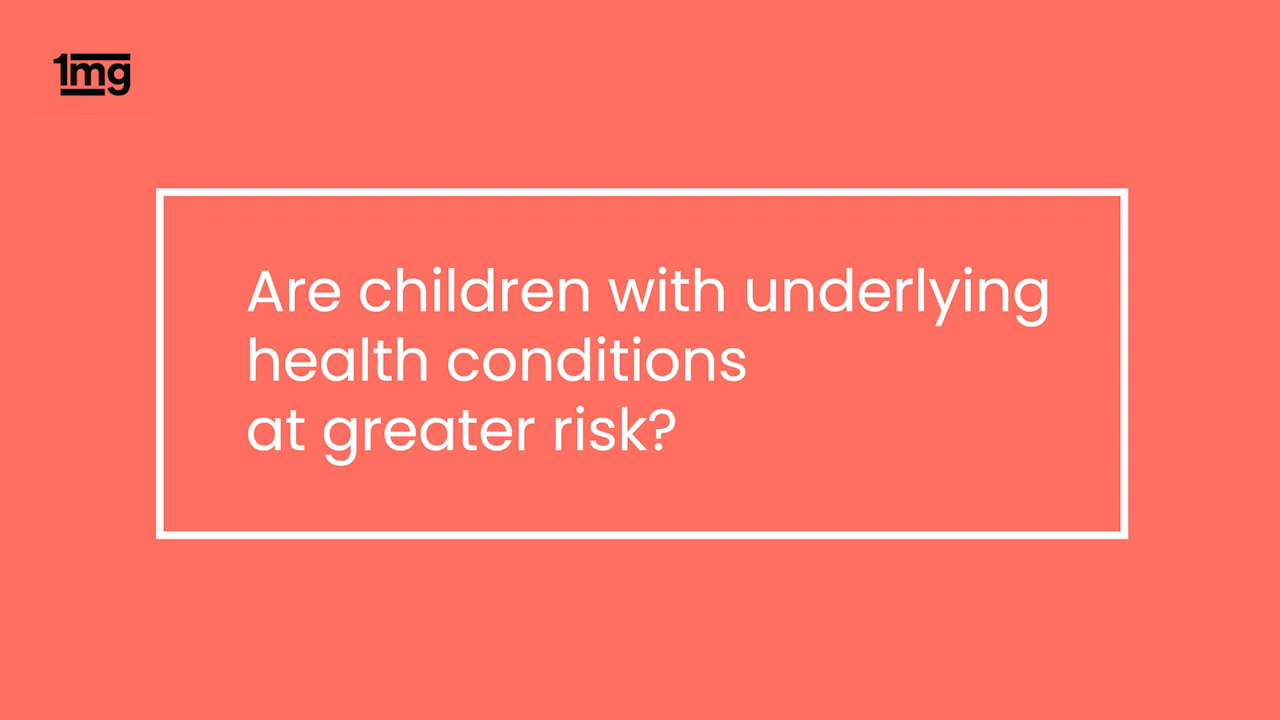 1mg
Are children with underlying
health conditions
at greater risk?